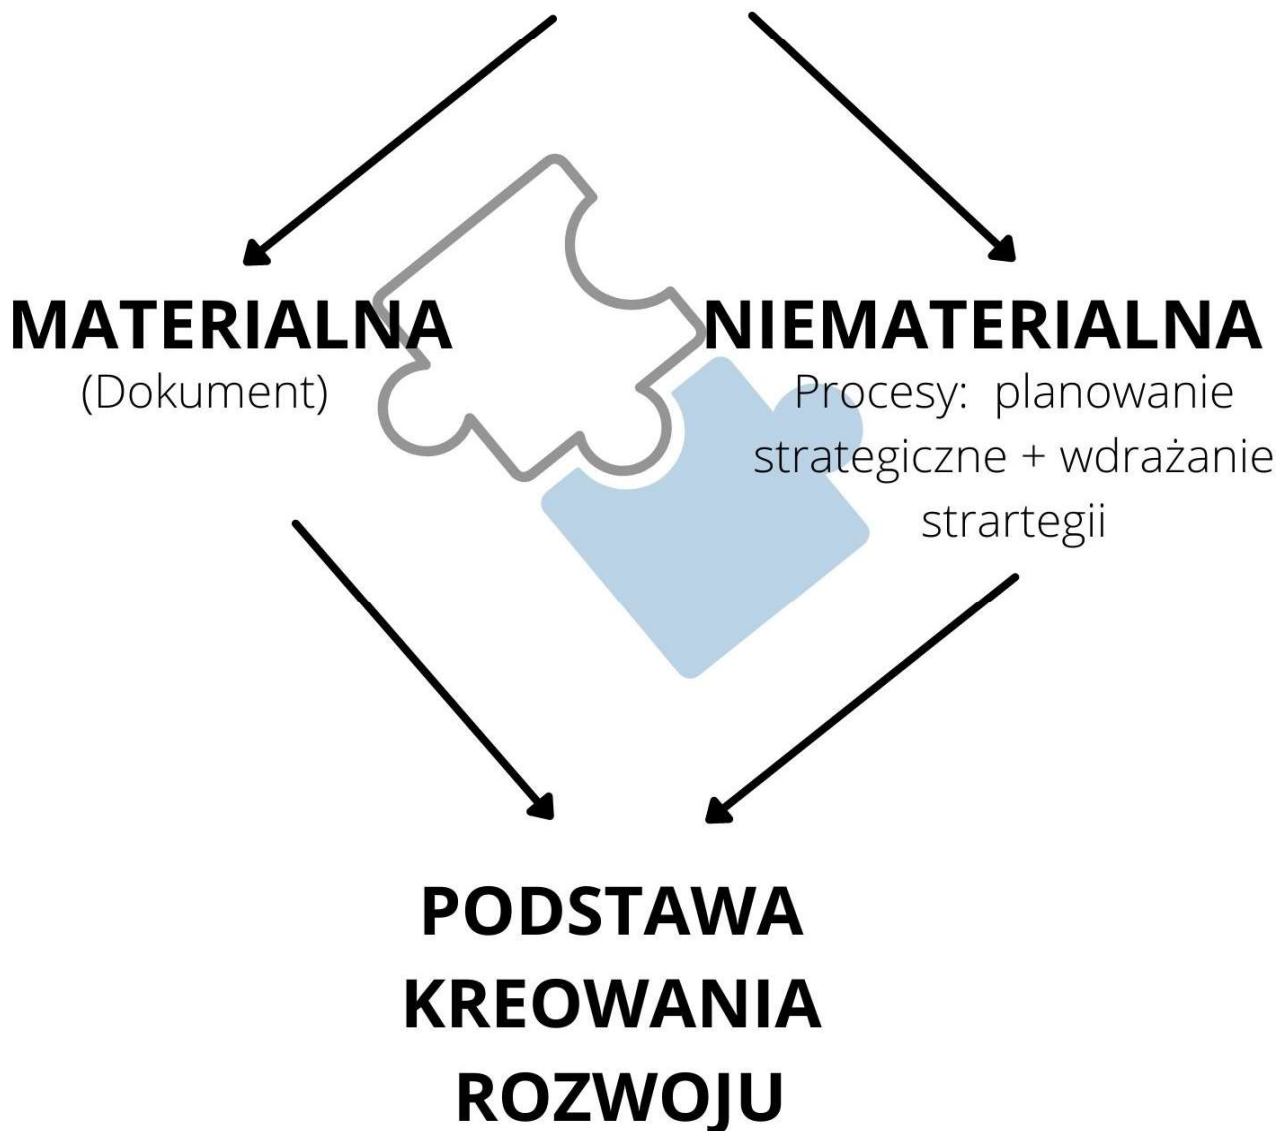 MATERIALNA
(Dokument)
NIEMATERIALNA
Procesy: planowanie
strategiczne + wdrażanie
strartegii
PODSTAWA
KREOWANIA
ROZWOJU